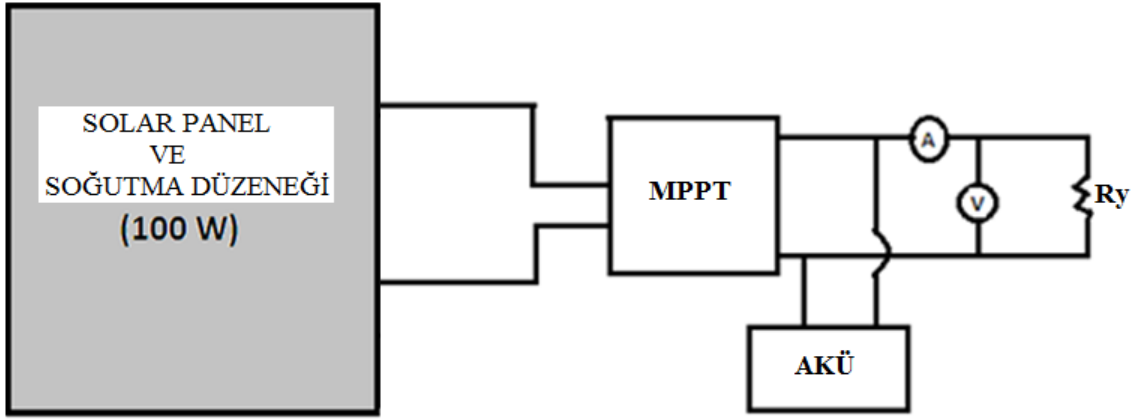 SOLAR PANEL
VE
SOĞUTMA DÜZENEĞİ
(100 W)
MPPT
A
V
Ry
AKÜ